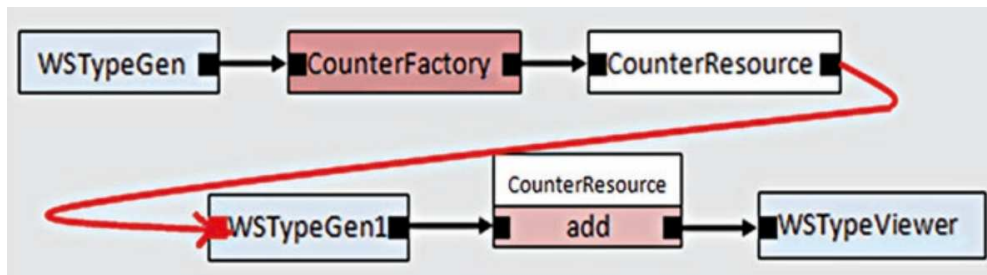 WSTypeGen
CounterFactory
CounterResource
WSTypeGen1
CounterResource
add
WSTypeViewer